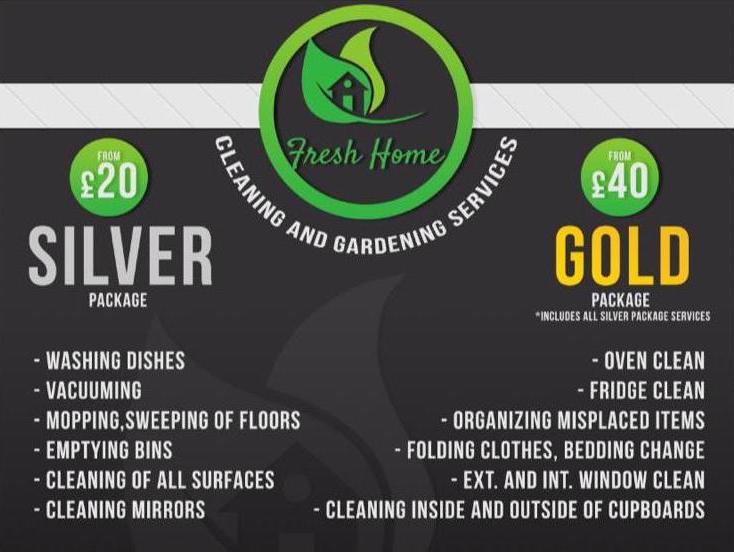 Fresh Home
CLEANING AND GARDENING SERVICES
FROM
£20
SILVER
PACKAGE
- WASHING DISHES
- VACUUMING
- MOPPING,SWEEPING OF FLOORS
- EMPTYING BINS
- CLEANING OF ALL SURFACES
- CLEANING MIRRORS
FROM
£40
GOLD
PACKAGE
*INCLUDES ALL SILVER PACKAGE SERVICES
- OVEN CLEAN
- FRIDGE CLEAN
- ORGANIZING MISPLACED ITEMS
- FOLDING CLOTHES, BEDDING CHANGE
- EXT. AND INT. WINDOW CLEAN
- CLEANING INSIDE AND OUTSIDE OF CUPBOARDS